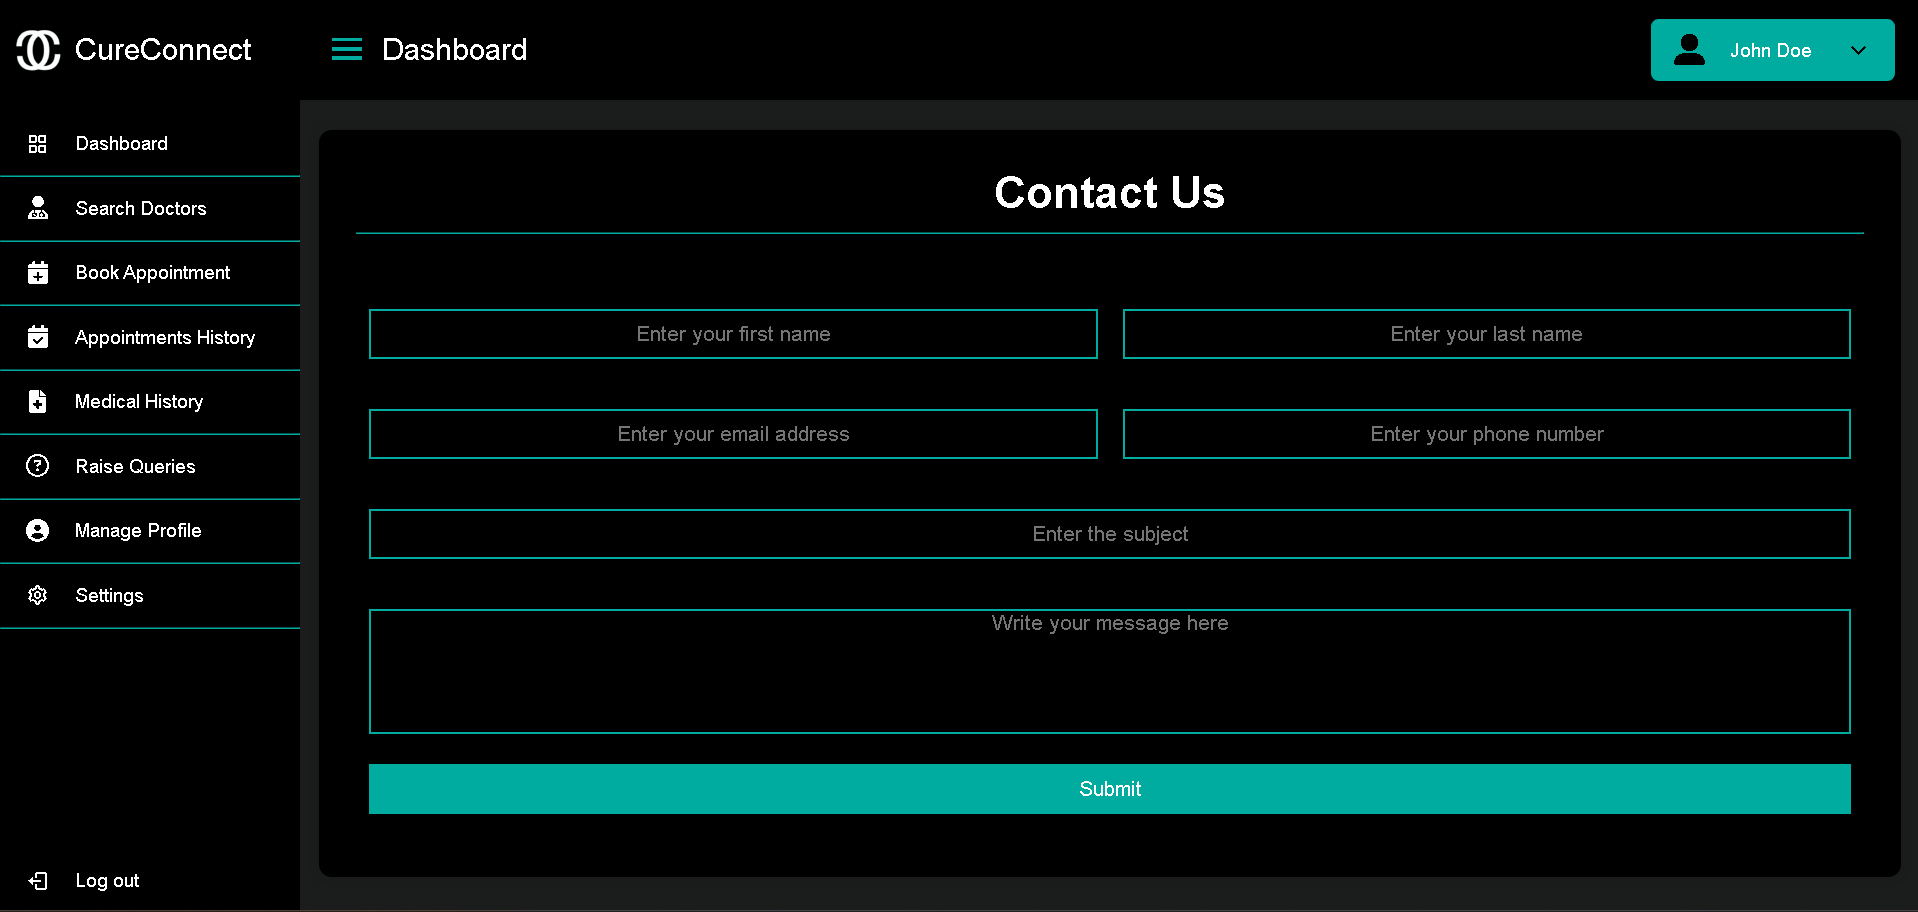 CureConnect
Dashboard
John Doe
Dashboard
Search Doctors
Book Appointment
Appointments History
Medical History
Raise Queries
Manage Profile
Settings
Log out
Contact Us
Enter your first name
Enter your last name
Enter your email address
Enter your phone number
Enter the subject
Write your message here
Submit